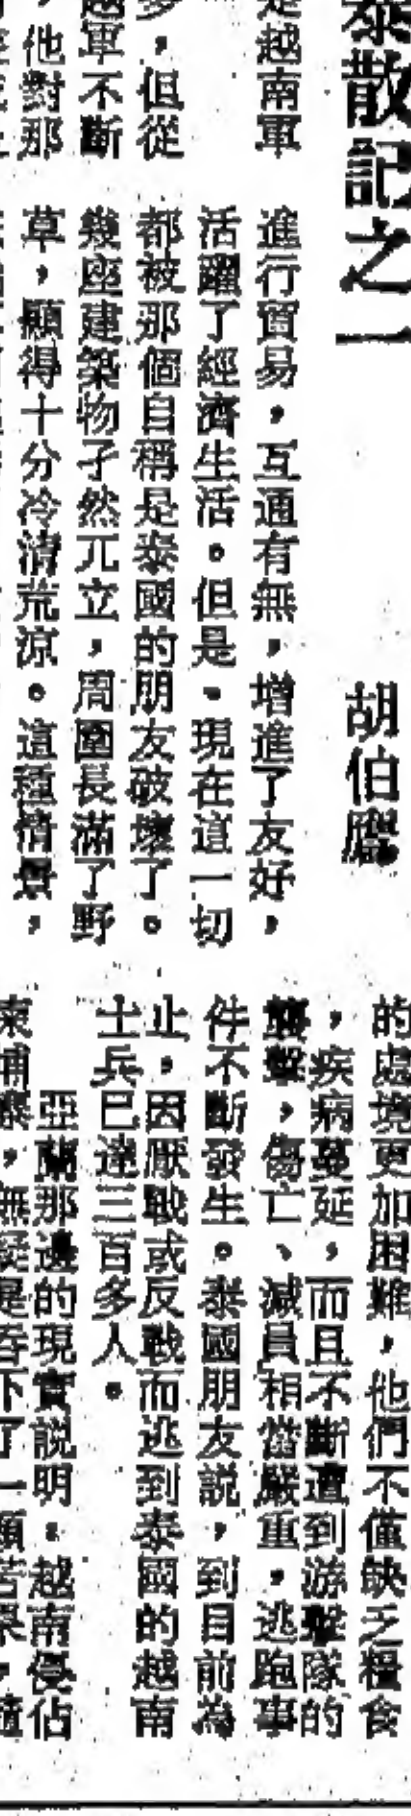 泰散記之一
胡伯
越南軍
,但從
越軍不斷
,他對那
進行貿易,互通有無,增進了友好,
活躍了經濟生活。但是,現在這一切
都被那個自稱是泰國的朋友破壞了。
幾座建築物孑然兀立,周圍長滿了野
草,顯得十分冷清荒凉。這種情景,
的處境更加困難,他們不僅缺乏糧食
,疾病蔓延,而且不斷遭到游擊隊的
襲擊,傷亡、減員相當嚴重,逃跑事
件不斷發生。泰國朋友説,到目前為
止,因厭戰或反戰而逃到泰國的越南
士兵已達三百多人。
亞蘭那邊的現實説明,越南侵佔
柬埔寨,無疑是吞下了一顆苦果,